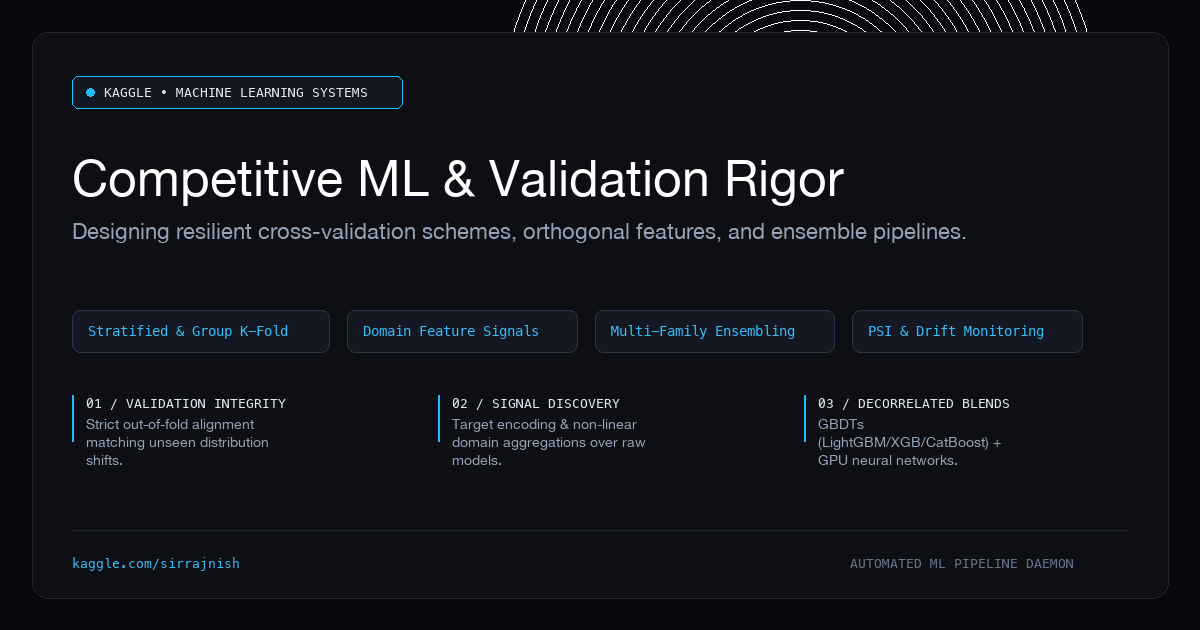 KAGGLE • MACHINE LEARNING SYSTEMS
Competitive ML & Validation Rigor
Designing resilient cross-validation schemes, orthogonal features, and ensemble pipelines.
Stratified & Group K–Fold
Domain Feature Signals
Multi–Family Ensembling
PSI & Drift Monitoring
01 / VALIDATION INTEGRITY
Strict out-of-fold alignment
matching unseen distribution
shifts.
02 / SIGNAL DISCOVERY
Target encoding & non-linear
domain aggregations over raw
models.
03 / DECORRELATED BLENDS
GBDTs
(LightGBM/XGB/CatBoost) +
GPU neural networks.
kaggle.com/sirrajnish
AUTOMATED ML PIPELINE DAEMON